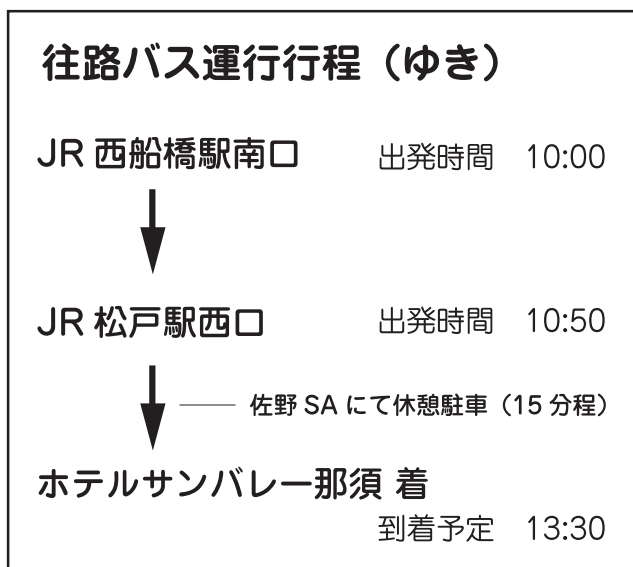 往路バス運行行程（ゆき）
JR 西船橋駅南口 出発時間 10:00
JR 松戸駅西口 出発時間 10:50
佐野 SA にて休憩駐車（15 分程）
ホテルサンバレー那須 着
到着予定 13:30